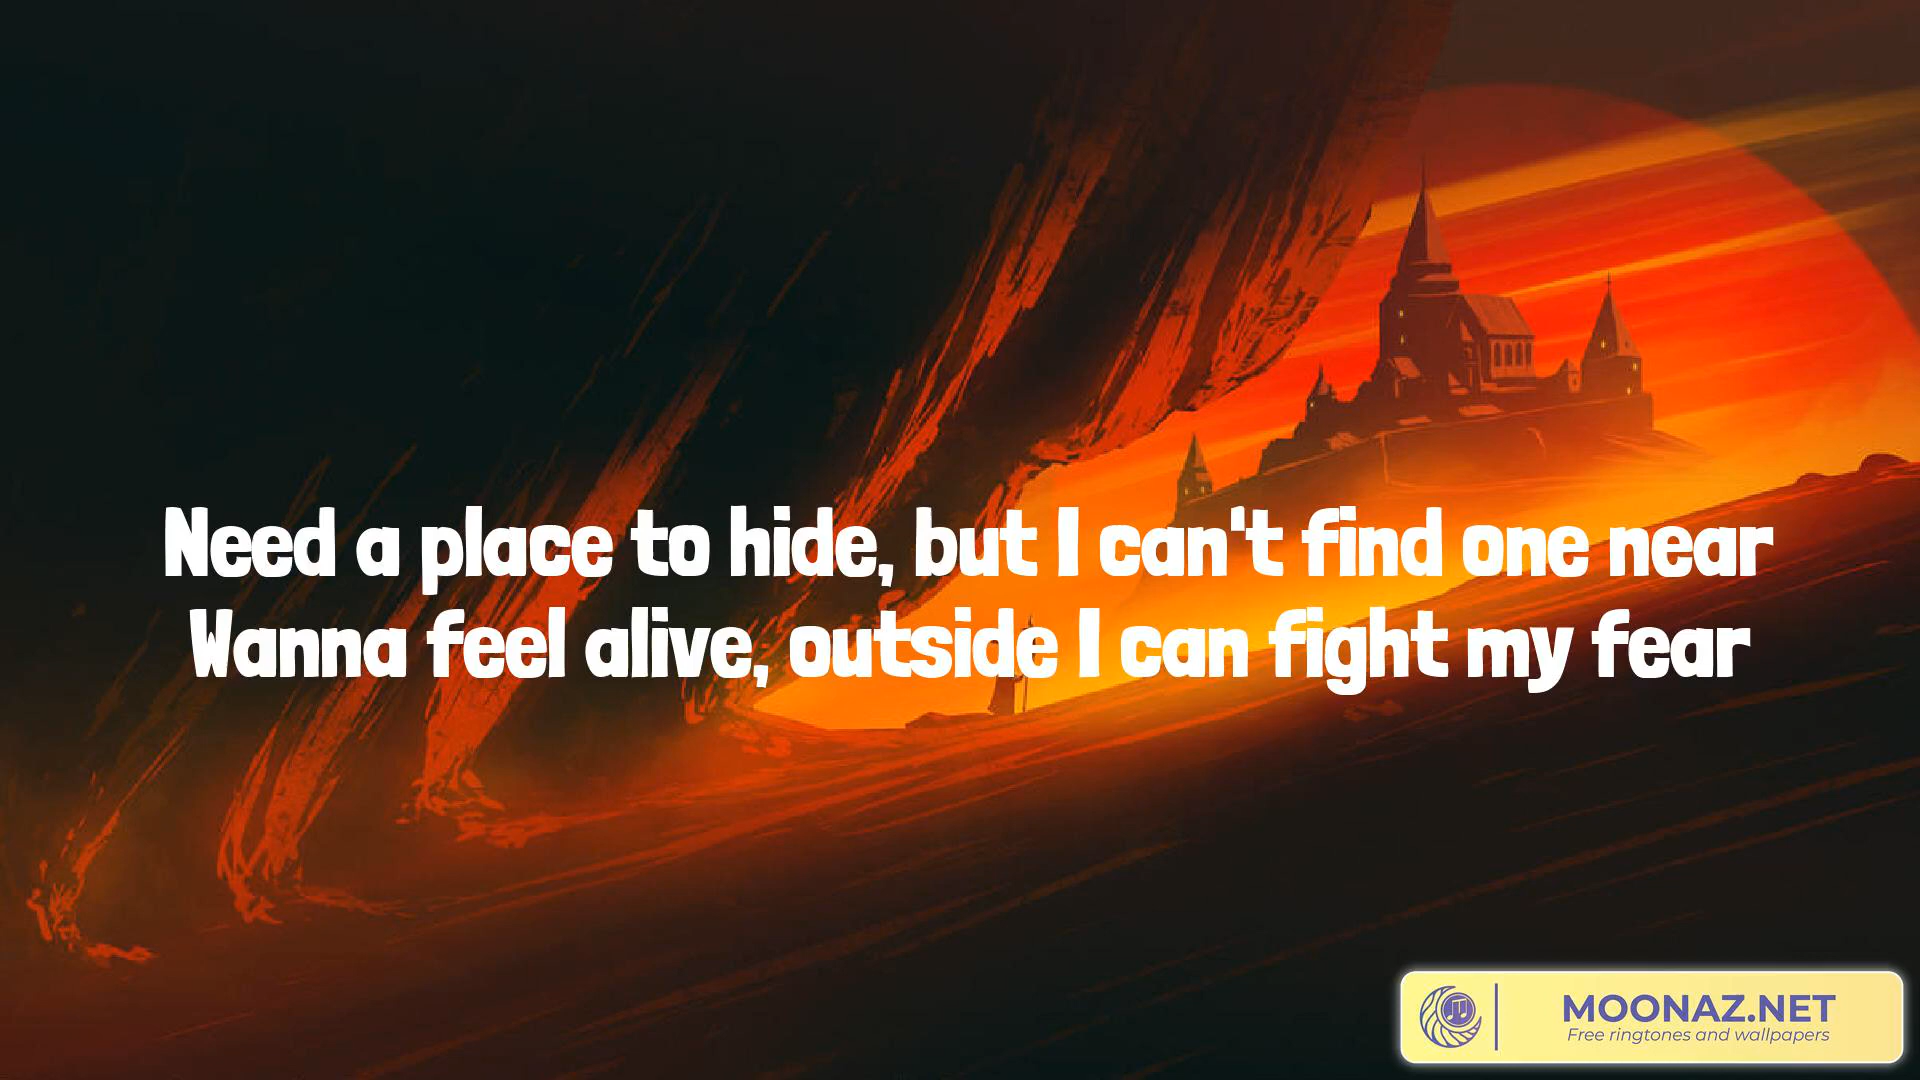 Need a place to hide, but I can't find one near
Wanna feel alive, outside I can fight my fear
MOONAZ.NET
Free ringtones and wallpapers